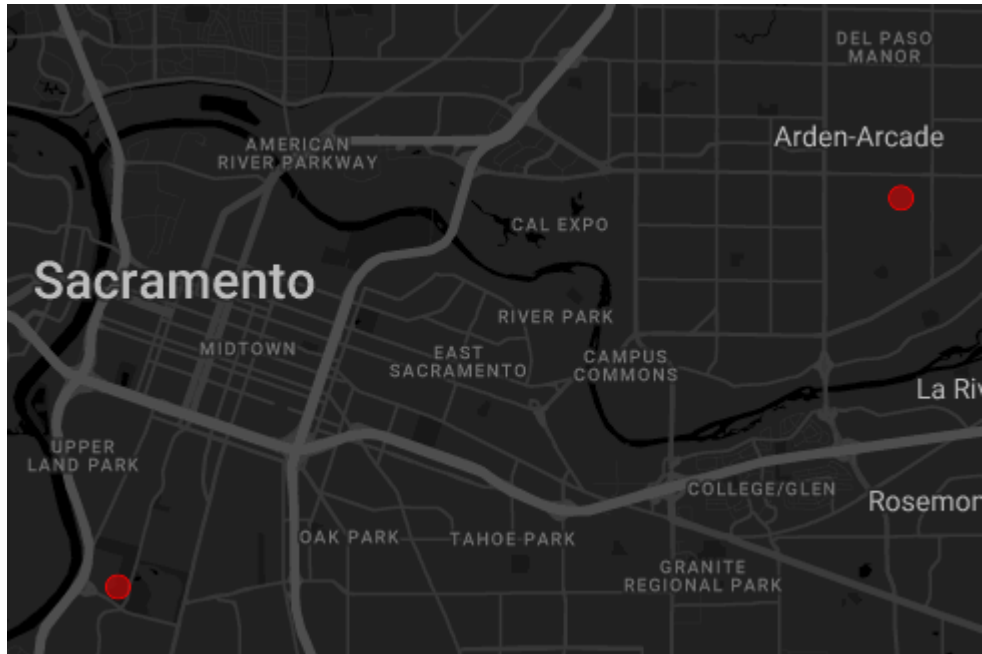 DEL PASO
MANOR
Arden-Arcade
AMERICAN
RIVER PARKWAY
CAL EXPO
Sacramento
RIVER PARK
MIDTOWN
EAST
SACRAMENTO
CAMPUS
COMMONS
La Riv
UPPER
LAND PARK
COLLEGE/GLEN
Rosemon
OAK PARK
TAHOE PARK
GRANITE
REGIONAL PARK